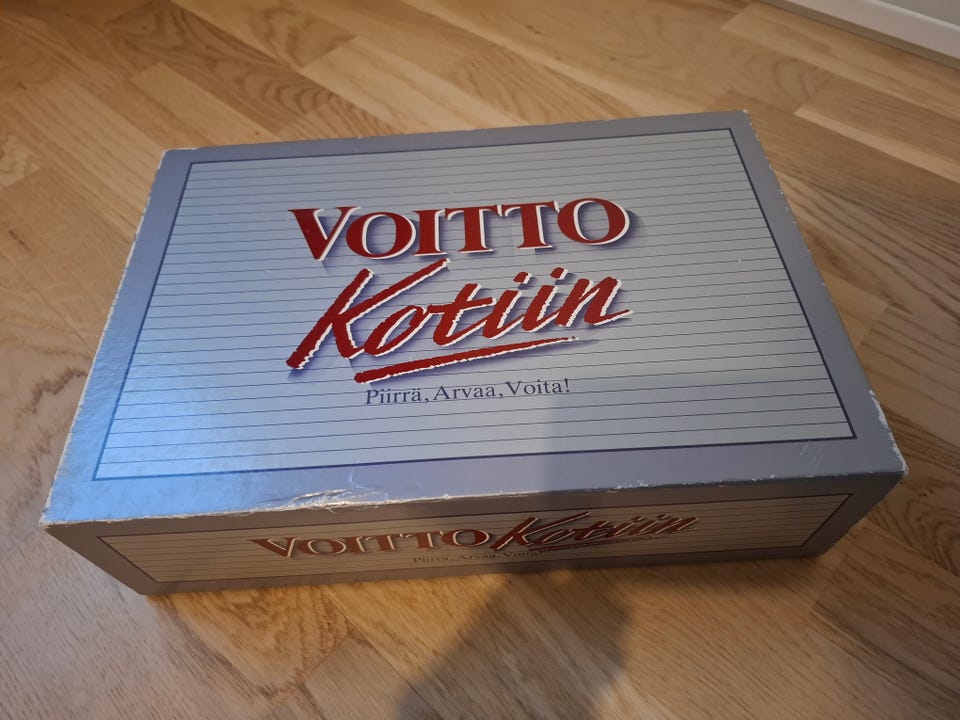 VOITTO
Kotiin
Piirrä, Arvaa, Voita!
VOITTO Kotiin
Piirrä, Arvaa, Voita!